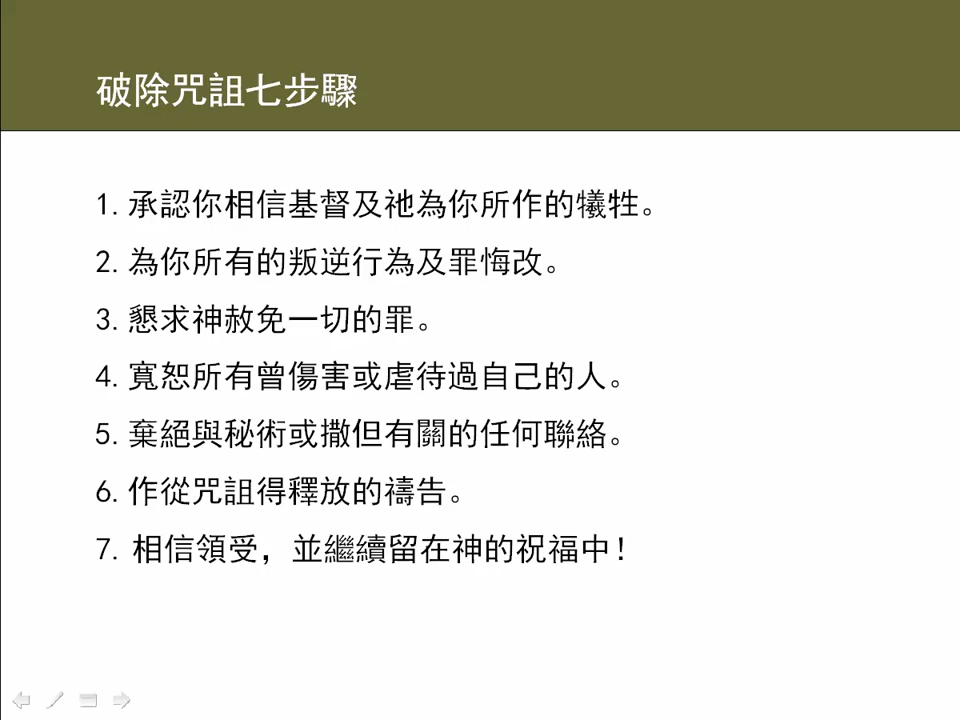 破除咒詛七步驟
1. 承認你相信基督及祂為你所作的犧牲。
2. 為你所有的叛逆行為及罪悔改。
3. 懇求神赦免一切的罪。
4. 寬恕所有曾傷害或虐待過自己的人。
5. 棄絕與秘術或撒但有關的任何聯絡。
6. 作從咒詛得釋放的禱告。
7. 相信領受，並繼續留在神的祝福中!